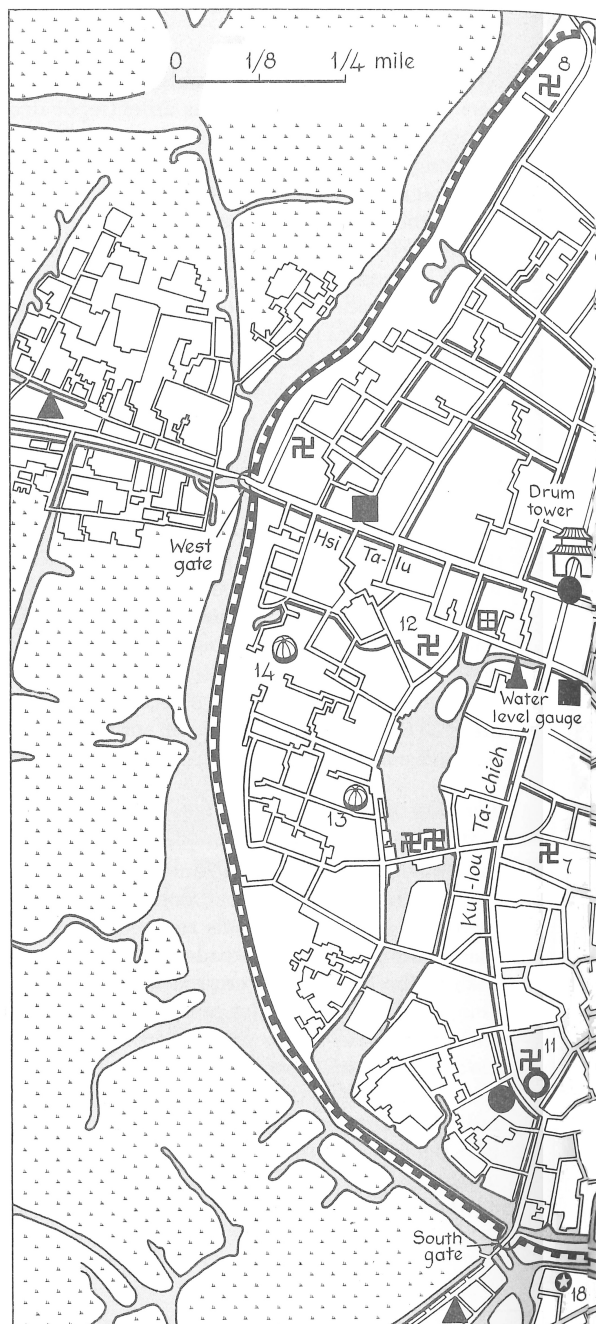 0 1/8 1/4 mile
8
Drum
tower
West
gate
Hsi Ta-lu
12
14
Water
level gauge
13
Ku-lou Ta-chieh
7
11
South
gate
18